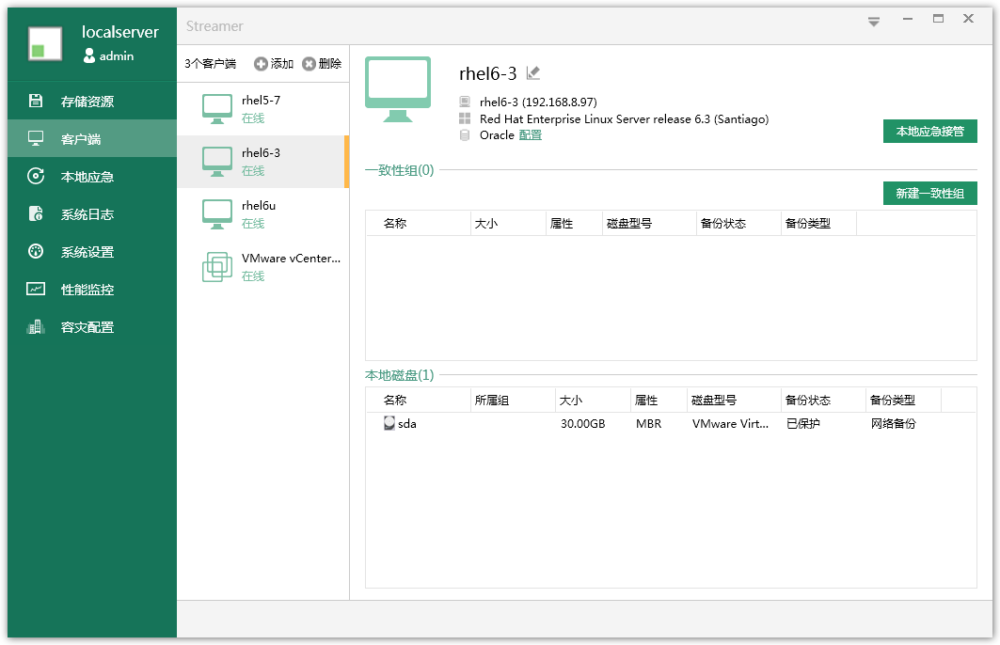 localserver
admin
存储资源
客户端
本地应急
系统日志
系统设置
性能监控
容灾配置
Streamer
3个客户端 添加 删除
rhel5-7
在线
rhel6-3
在线
rhel6u
在线
VMware vCenter...
在线
rhel6-3
rhel6-3 (192.168.8.97)
Red Hat Enterprise Linux Server release 6.3 (Santiago)
Oracle 配置
本地应急接管
一致性组(0)
新建一致性组
名称 大小 属性 磁盘型号 备份状态 备份类型
本地磁盘(1)
名称 所属组 大小 属性 磁盘型号 备份状态 备份类型
sda 30.00GB MBR VMware Virt... 已保护 网络备份